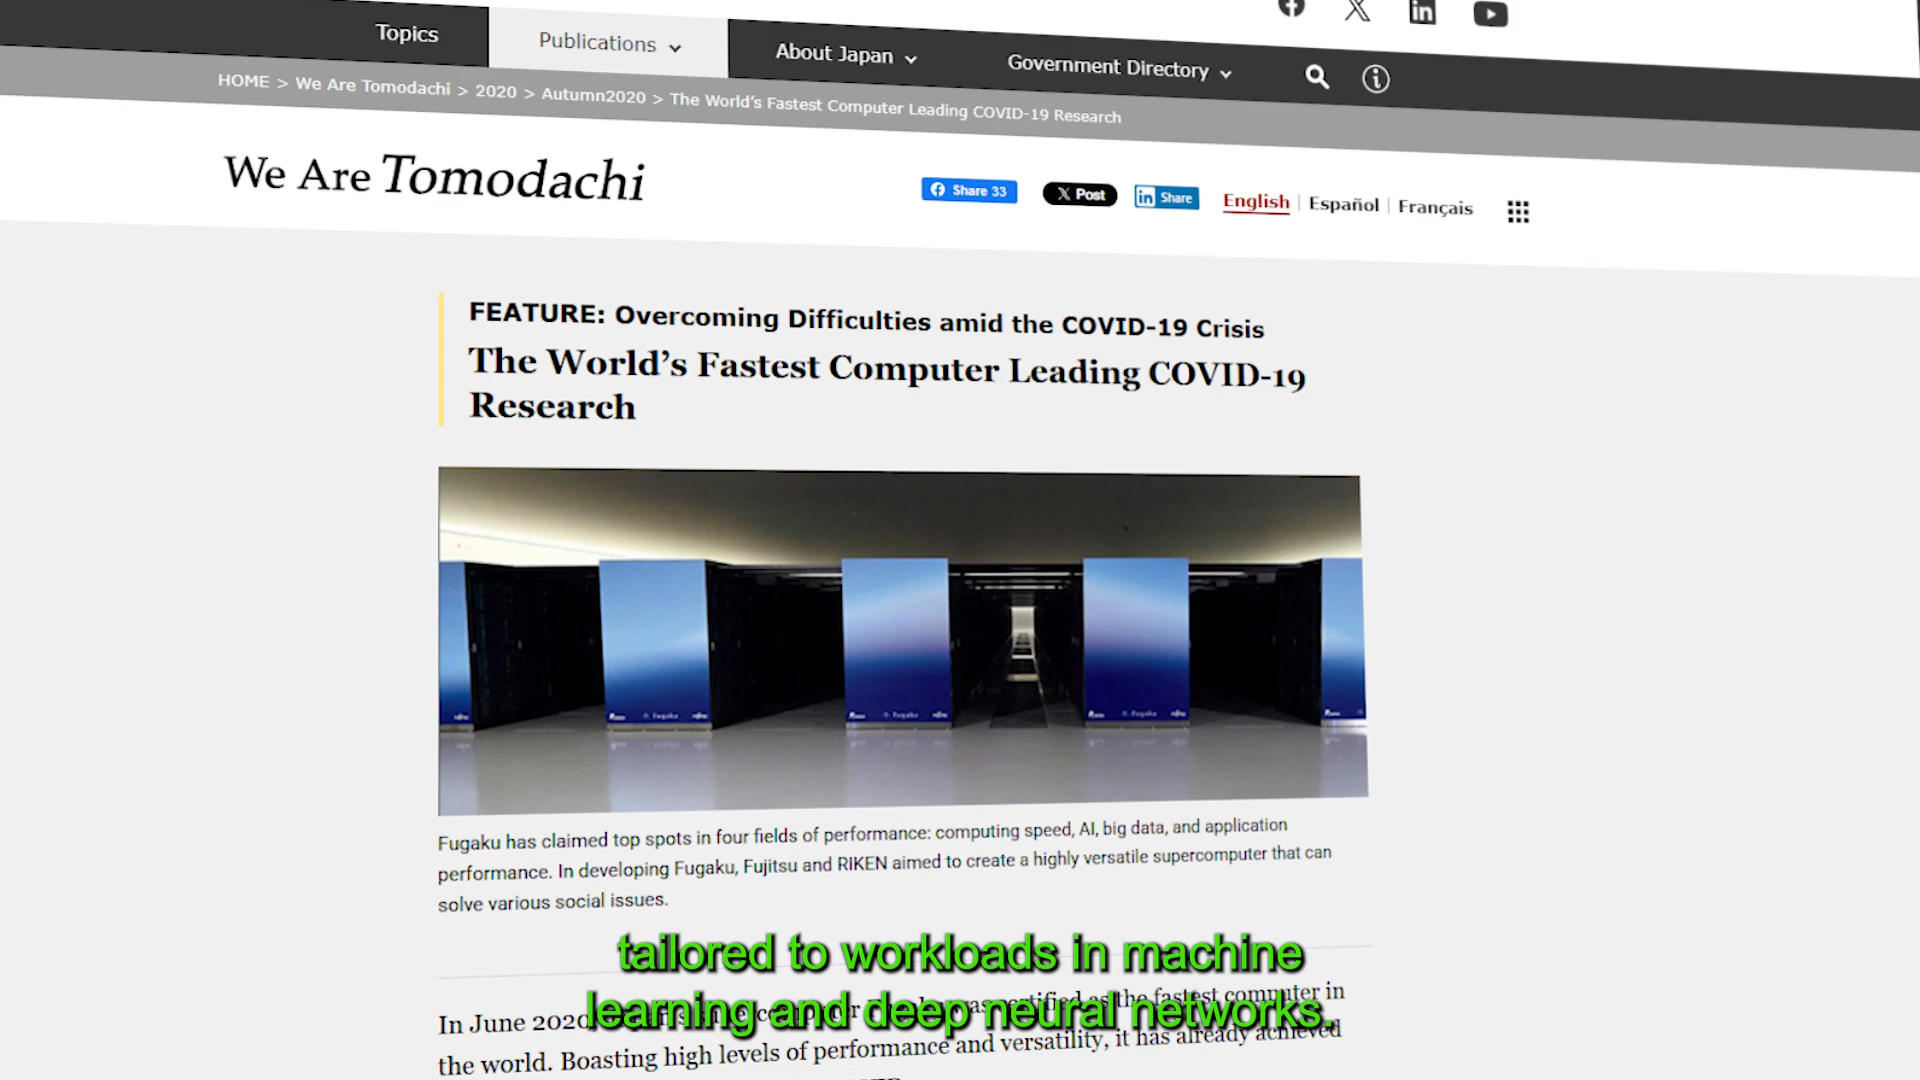 Topics
Publications
About Japan
Government Directory
HOME > We Are Tomodachi > 2020 > Autumn2020 > The World's Fastest Computer Leading COVID-19 Research
We Are Tomodachi
Share 33
Post
Share
English | Español | Français
FEATURE: Overcoming Difficulties amid the COVID-19 Crisis
The World's Fastest Computer Leading COVID-19
Research
Fugaku has claimed top spots in four fields of performance: computing speed, AI, big data, and application
performance. In developing Fugaku, Fujitsu and RIKEN aimed to create a highly versatile supercomputer that can
solve various social issues.
tailored to workloads in machine
learning and deep neural networks.
In June 2020 as the fastest computer in
the world. Boasting high levels of performance and versatility, it has already achieved